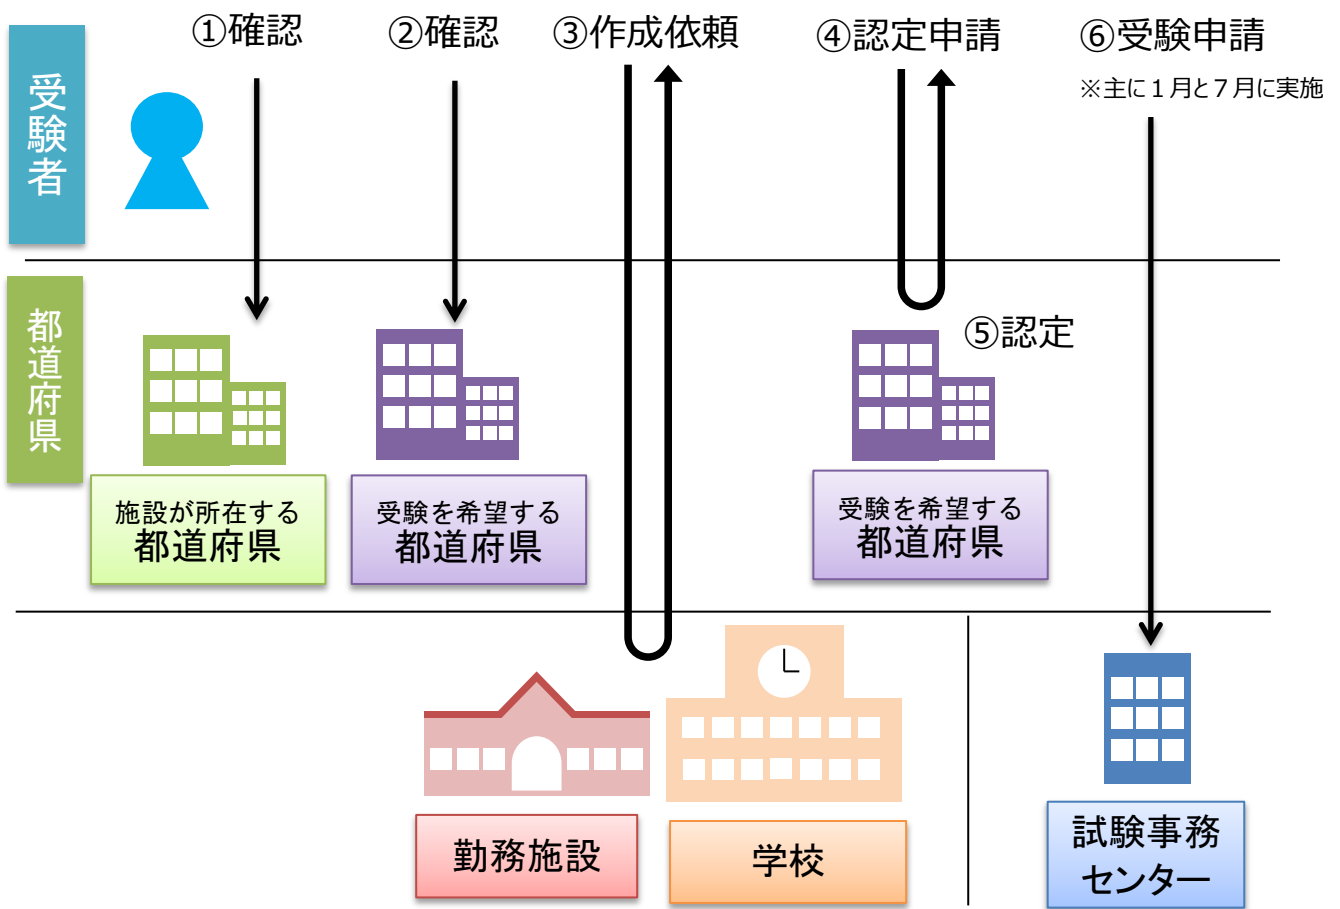 ①確認
②確認
③作成依頼
④認定申請
⑥受験申請
※主に１月と７月に実施
受験者
都道府県
⑤認定
施設が所在する
都道府県
受験を希望する
都道府県
受験を希望する
都道府県
勤務施設
学校
試験事務
センター